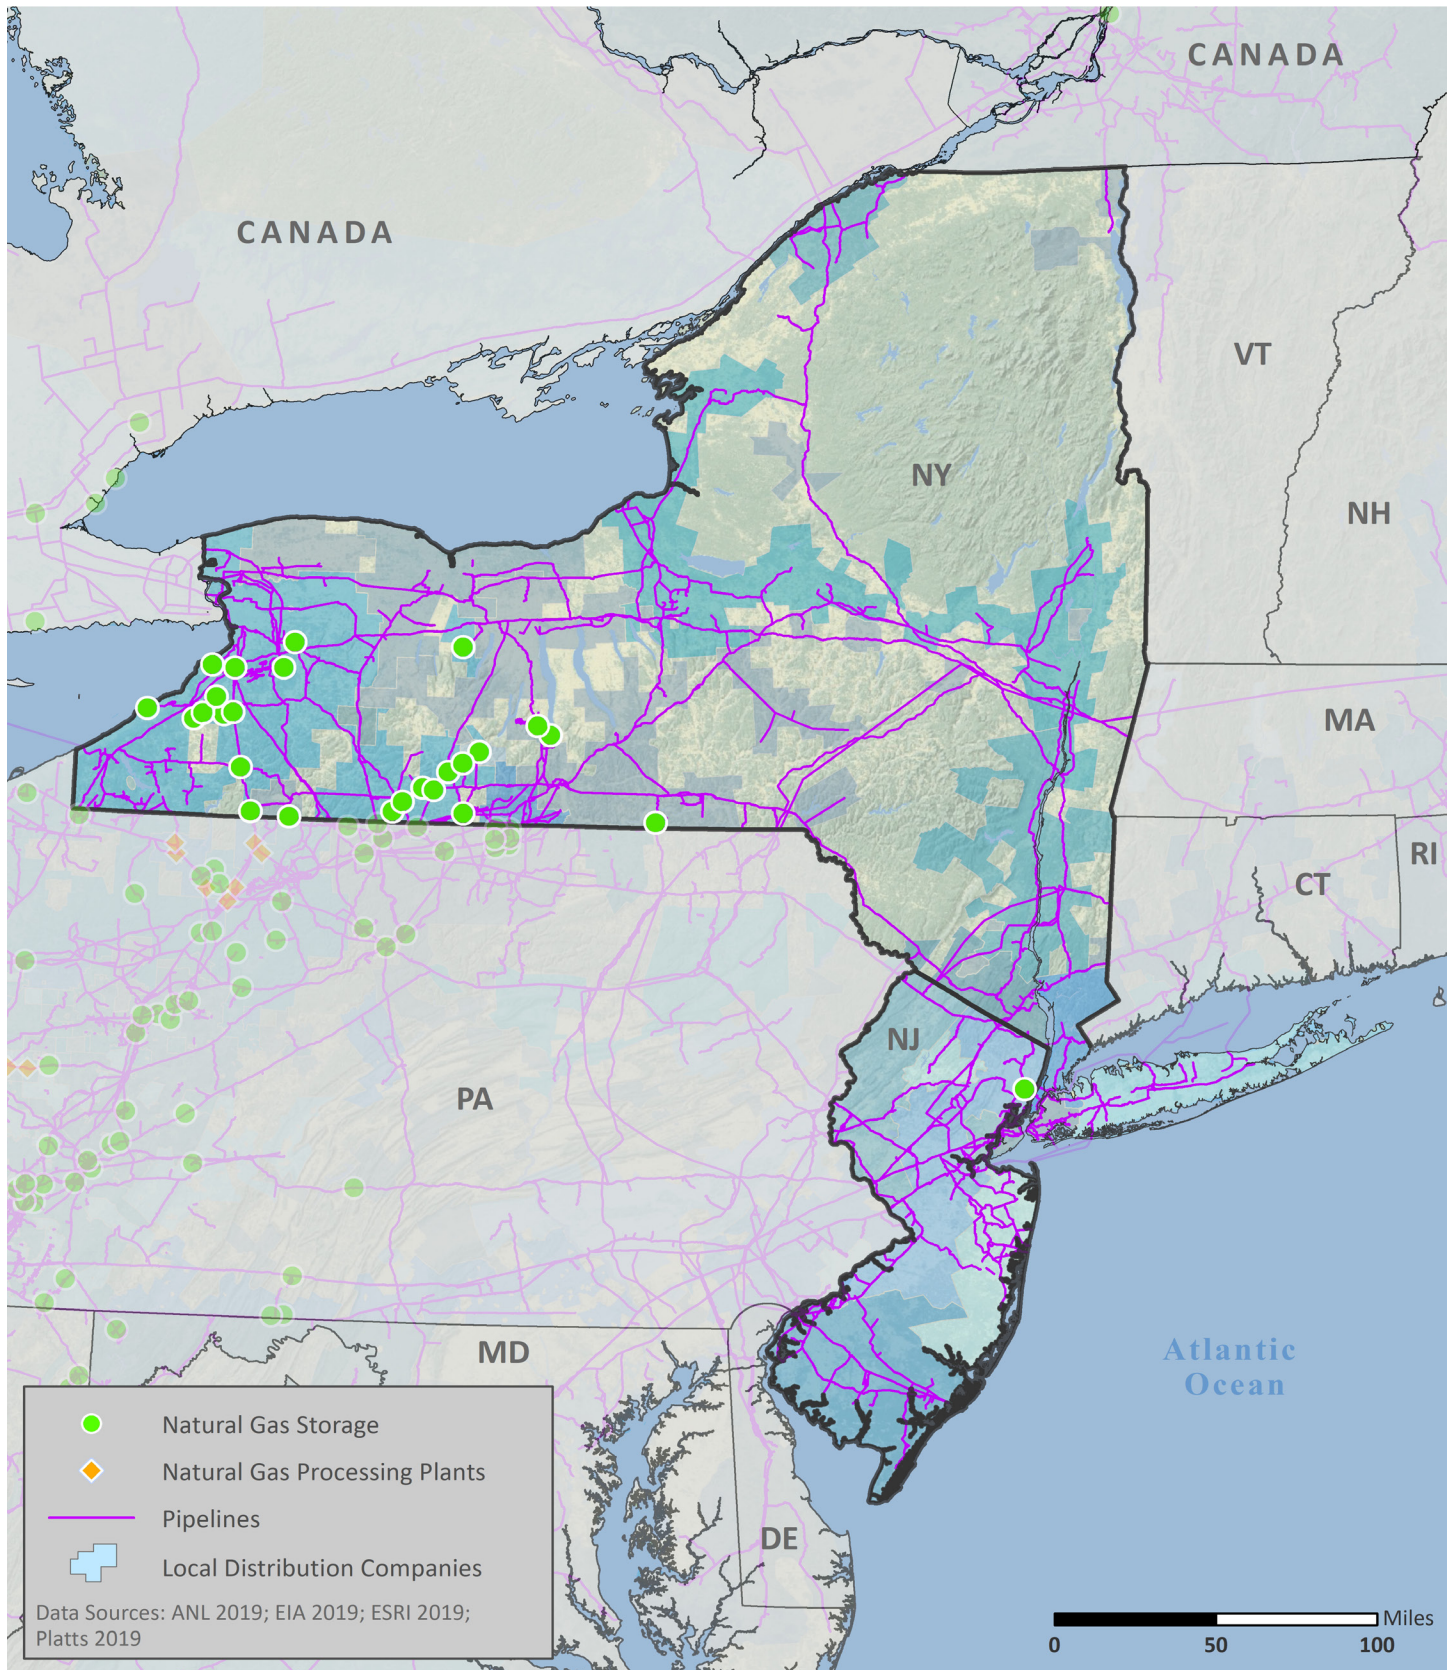 CANADA
CANADA
VT
NY
NH
MA
RI
CT
NJ
PA
MD
Atlantic
Ocean
DE
Natural Gas Storage
Natural Gas Processing Plants
Pipelines
Local Distribution Companies
Data Sources: ANL 2019; EIA 2019; ESRI 2019;
Platts 2019
Miles
0 50 100